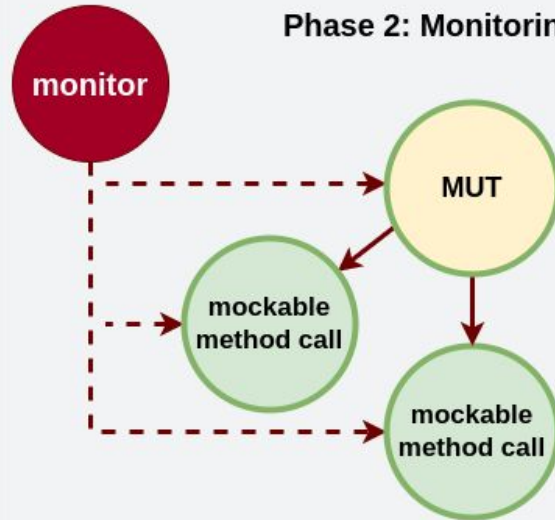 Phase 2: Monitorin
monitor
MUT
mockable
method call
mockable
method call